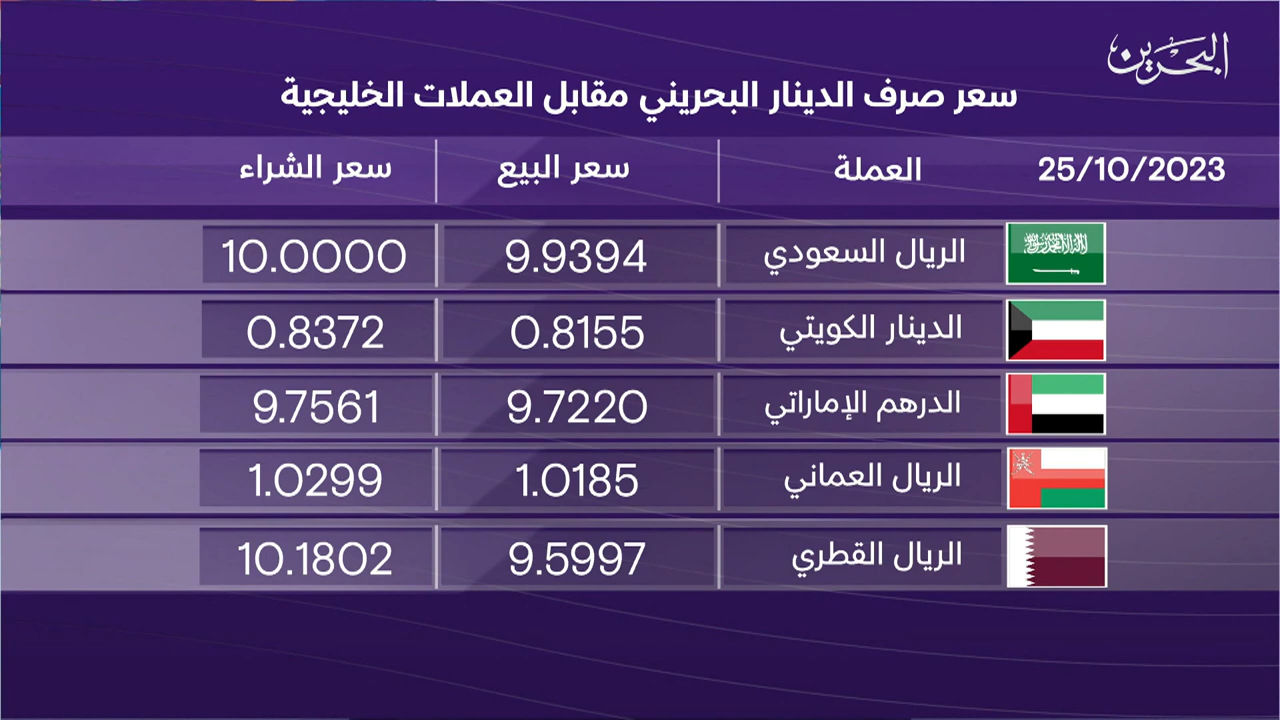 البحرين
سعر صرف الدينار البحريني مقابل العملات الخليجية
25/10/2023 العملة سعر البيع سعر الشراء
الريال السعودي 9.9394 10.0000
الدينار الكويتي 0.8155 0.8372
الدرهم الإماراتي 9.7220 9.7561
الريال العماني 1.0185 1.0299
الريال القطري 9.5997 10.1802